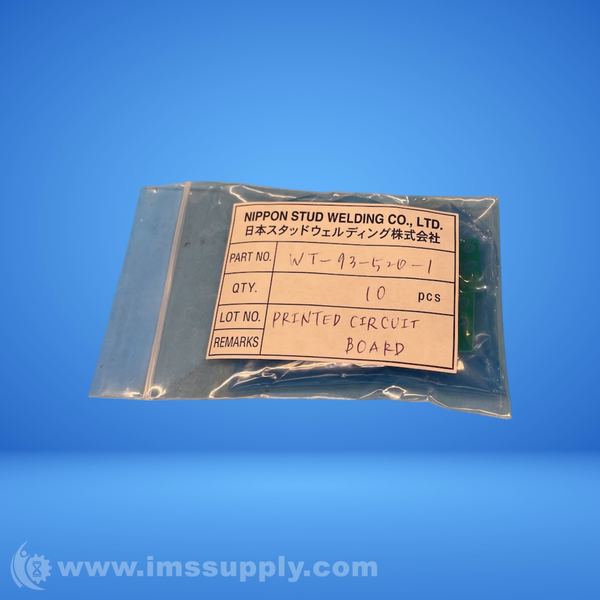 NIPPON STUD WELDING CO., LTD.
日本スタッドウェルディング株式会社
PART NO. WT-93-520-1
QTY. 10 pcs
LOT NO. PRINTED CIRCUIT
REMARKS BOARD
www.imssupply.com